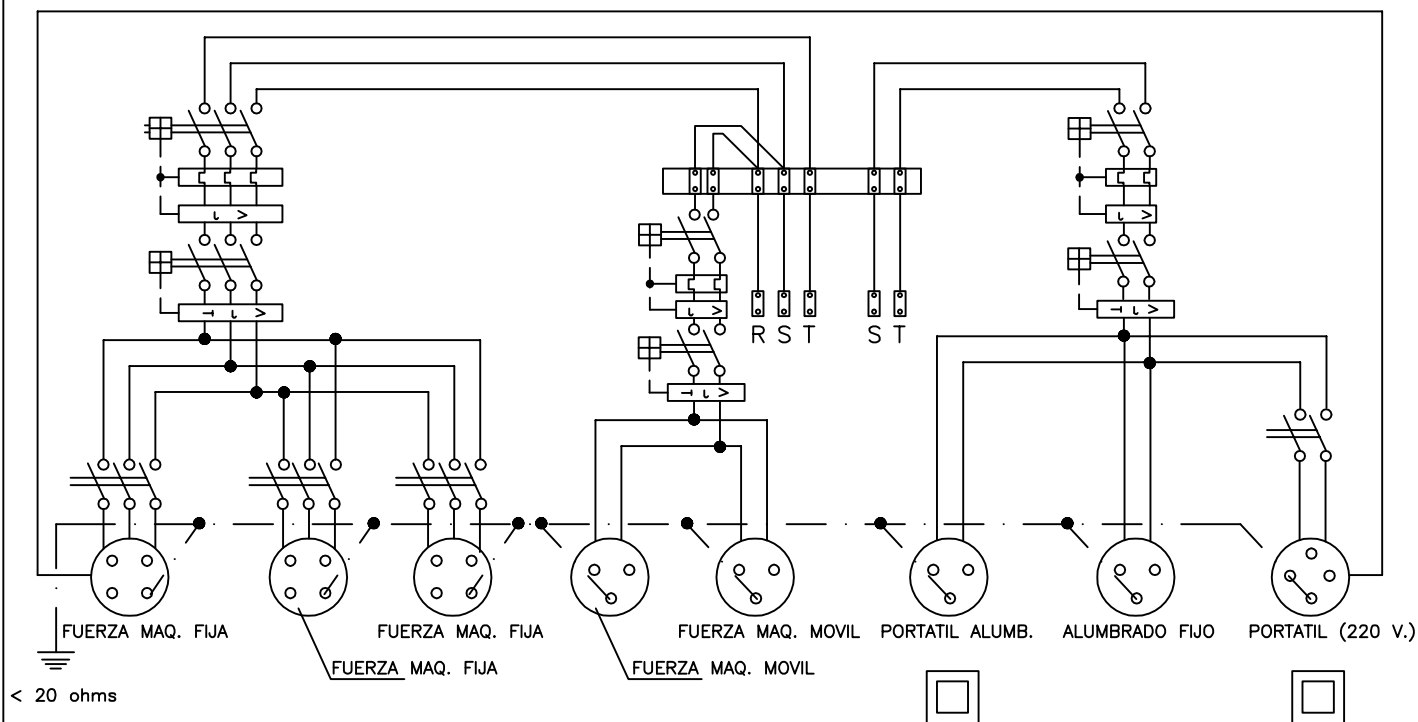 R S T
S T
FUERZA MAQ. FIJA
FUERZA MAQ. FIJA
FUERZA MAQ. MOVIL
PORTATIL ALUMB.
ALUMBRADO FIJO
PORTATIL (220 V.)
FUERZA MAQ. FIJA
FUERZA MAQ. MOVIL
< 20 ohms